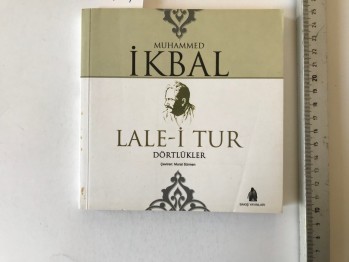 MUHAMMED
İKBAL
LALE-İ TUR
DÖRTLÜKLER